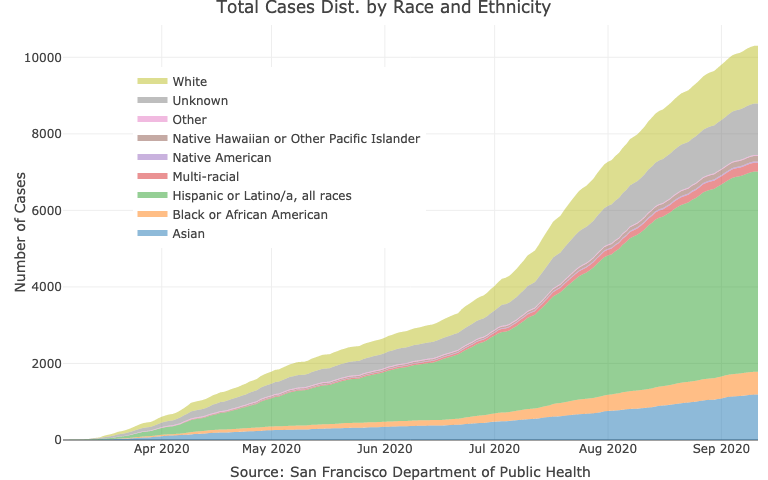 Total Cases Dist. by Race and Ethnicity
10000
8000
6000
4000
2000
0
Number of Cases
White
Unknown
Other
Native Hawaiian or Other Pacific Islander
Native American
Multi-racial
Hispanic or Latino/a, all races
Black or African American
Asian
Apr 2020 May 2020 Jun 2020 Jul 2020 Aug 2020 Sep 2020
Source: San Francisco Department of Public Health